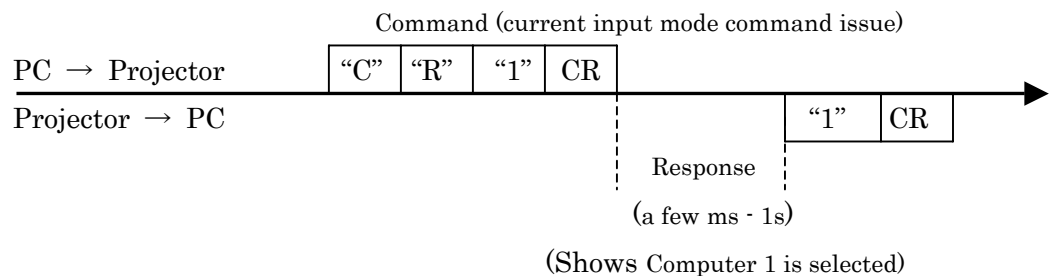 Command (current input mode command issue)
PC → Projector “C” “R” “1” CR
Projector → PC “1” CR
Response
(a few ms - 1s)
(Shows Computer 1 is selected)